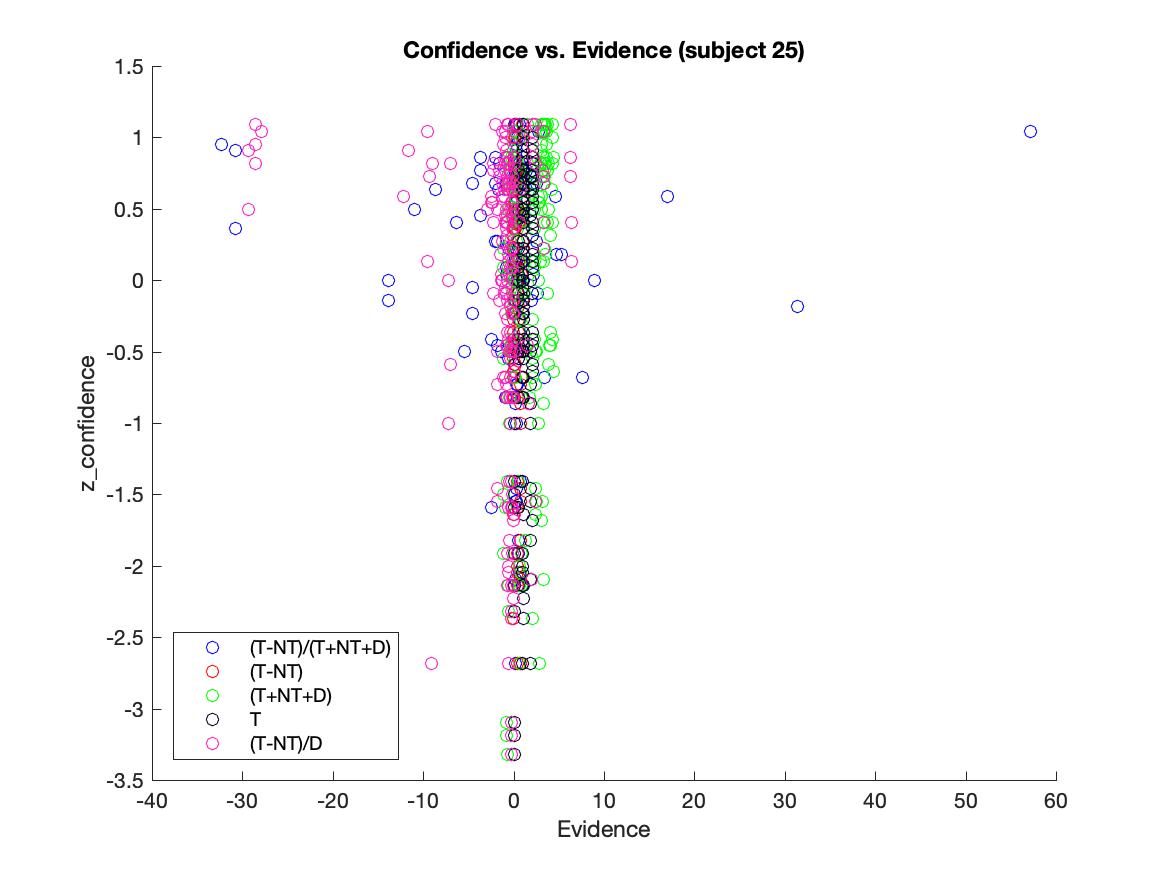 Confidence vs. Evidence (subject 25)
1.5
1
0.5
0
-0.5
-1
-1.5
-2
-2.5
-3
-3.5
z_confidence
(T-NT)/(T+NT+D)
(T-NT)
(T+NT+D)
T
(T-NT)/D
-40 -30 -20 -10 0 10 20 30 40 50 60
Evidence